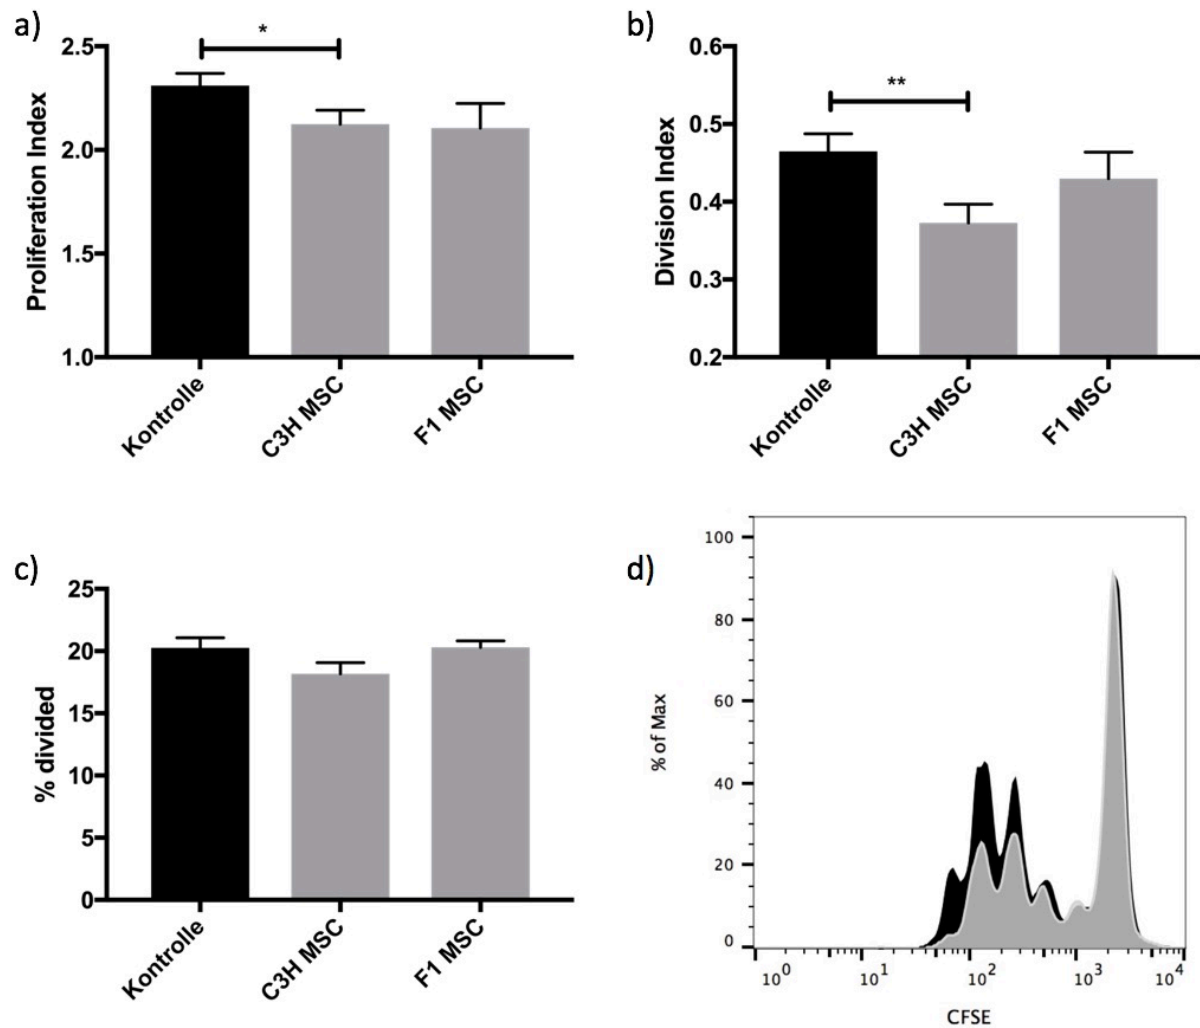 a)
*
2.5
2.0
1.5
1.0
Proliferation Index
Kontrolle
C3H MSC
F1 MSC
b)
**
0.6
0.5
0.4
0.3
0.2
Division Index
Kontrolle
C3H MSC
F1 MSC
c)
25
20
15
10
5
0
% divided
Kontrolle
C3H MSC
F1 MSC
d)
100
80
60
40
20
0
% of Max
10⁰ 10¹ 10² 10³ 10⁴
CFSE